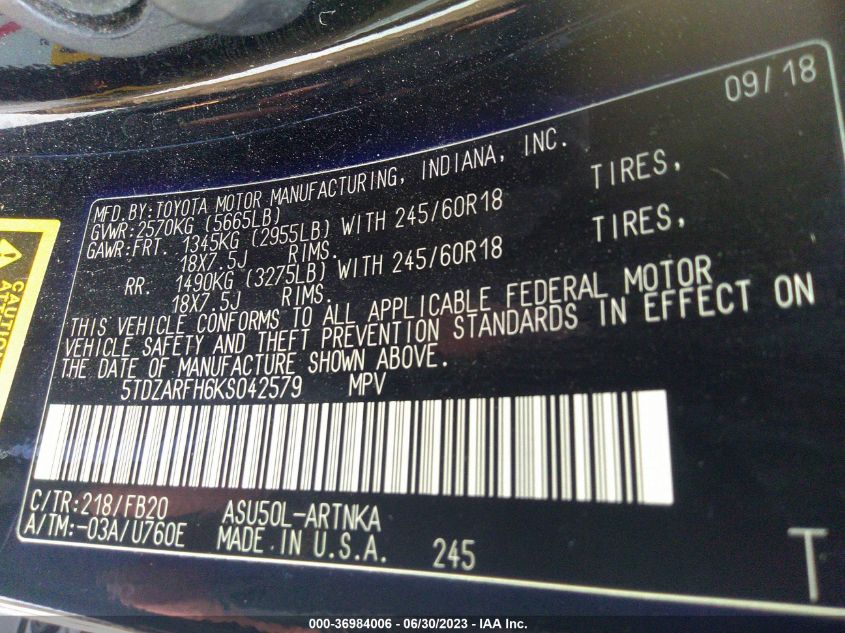 09/18
MFD.BY:TOYOTA MOTOR MANUFACTURING, INDIANA, INC.
GVWR:2570KG (5665LB)
GAWR:FRT. 1345KG (2955LB) WITH 245/60R18 TIRES,
18X7.5J RIMS.
RR. 1490KG (3275LB) WITH 245/60R18 TIRES,
18X7.5J RIMS.
THIS VEHICLE CONFORMS TO ALL APPLICABLE FEDERAL MOTOR
VEHICLE SAFETY AND THEFT PREVENTION STANDARDS IN EFFECT ON
THE DATE OF MANUFACTURE SHOWN ABOVE.
5TDZARFH6KS042579 MPV
C/TR:218/FB20 ASU50L-ARTNKA
A/TM:-03A/U760E MADE IN U.S.A. 245 T
000-36984006 - 06/30/2023 - IAA Inc.